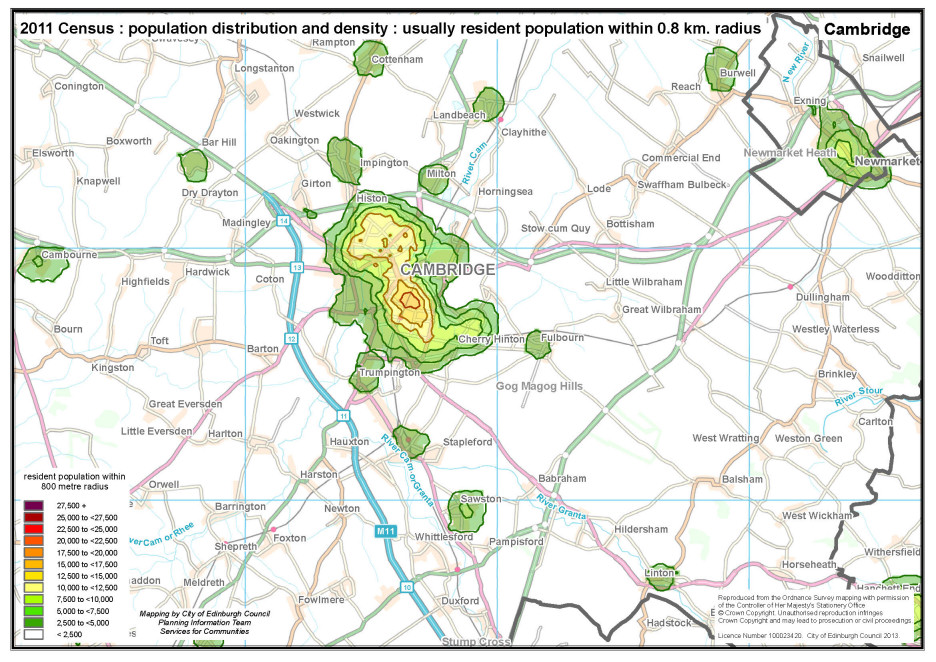 2011 Census : population distribution and density : usually resident population within 0.8 km. radius
Cambridge
Swavesey
Rampton
Cottenham
Longstanton
Conington
New River
Snailwell
Burwell
Reach
Exning
Westwick
Landbeach
Clayhithe
Boxworth
Bar Hill
Oakington
Elsworth
Impington
River Cam
Commercial End
Newmarket Heath
Newmarket
Knapwell
Dry Drayton
Girton
Milton
Horningsea
Lode
Swaffham Bulbeck
Histon
Madingley
14
Stow cum Quy
Bottisham
Cambourne
Hardwick
13
CAMBRIDGE
Highfields
Coton
Little Wilbraham
Woodditton
Dullingham
Great Wilbraham
Bourn
Toft
12
Cherry Hinton
Fulbourn
Westley Waterless
Barton
Kingston
Trumpington
Gog Magog Hills
Brinkley
River Stour
Great Eversden
11
Carlton
Little Eversden
Harlton
Hauxton
Stapleford
West Wratting
Weston Green
River Cam or Granta
resident population within
800 metre radius
Harston
Babraham
Balsham
Orwell
Sawston
27,500 +
25,000 to <27,500
22,500 to <25,000
20,000 to <22,500
17,500 to <20,000
15,000 to <17,500
12,500 to <15,000
10,000 to <12,500
7,500 to <10,000
5,000 to <7,500
2,500 to <5,000
< 2,500
Barrington
Newton
River Granta
West Wickham
M11
Hildersham
Foxton
Whittlesford
Pampisford
Shepreth
Withersfield
Horseheath
Linton
Meldreth
10
Fowlmere
Duxford
Hadstock
Stump Cross
Mapping by City of Edinburgh Council
Planning Information Team
Services for Communities
Reproduced from the Ordnance Survey mapping with permission
of the Controller of Her Majesty's Stationery Office
© Crown Copyright. Unauthorised reproduction infringes
Crown Copyright and may lead to prosecution or civil proceedings.
Licence Number 100023420. City of Edinburgh Council 2013.